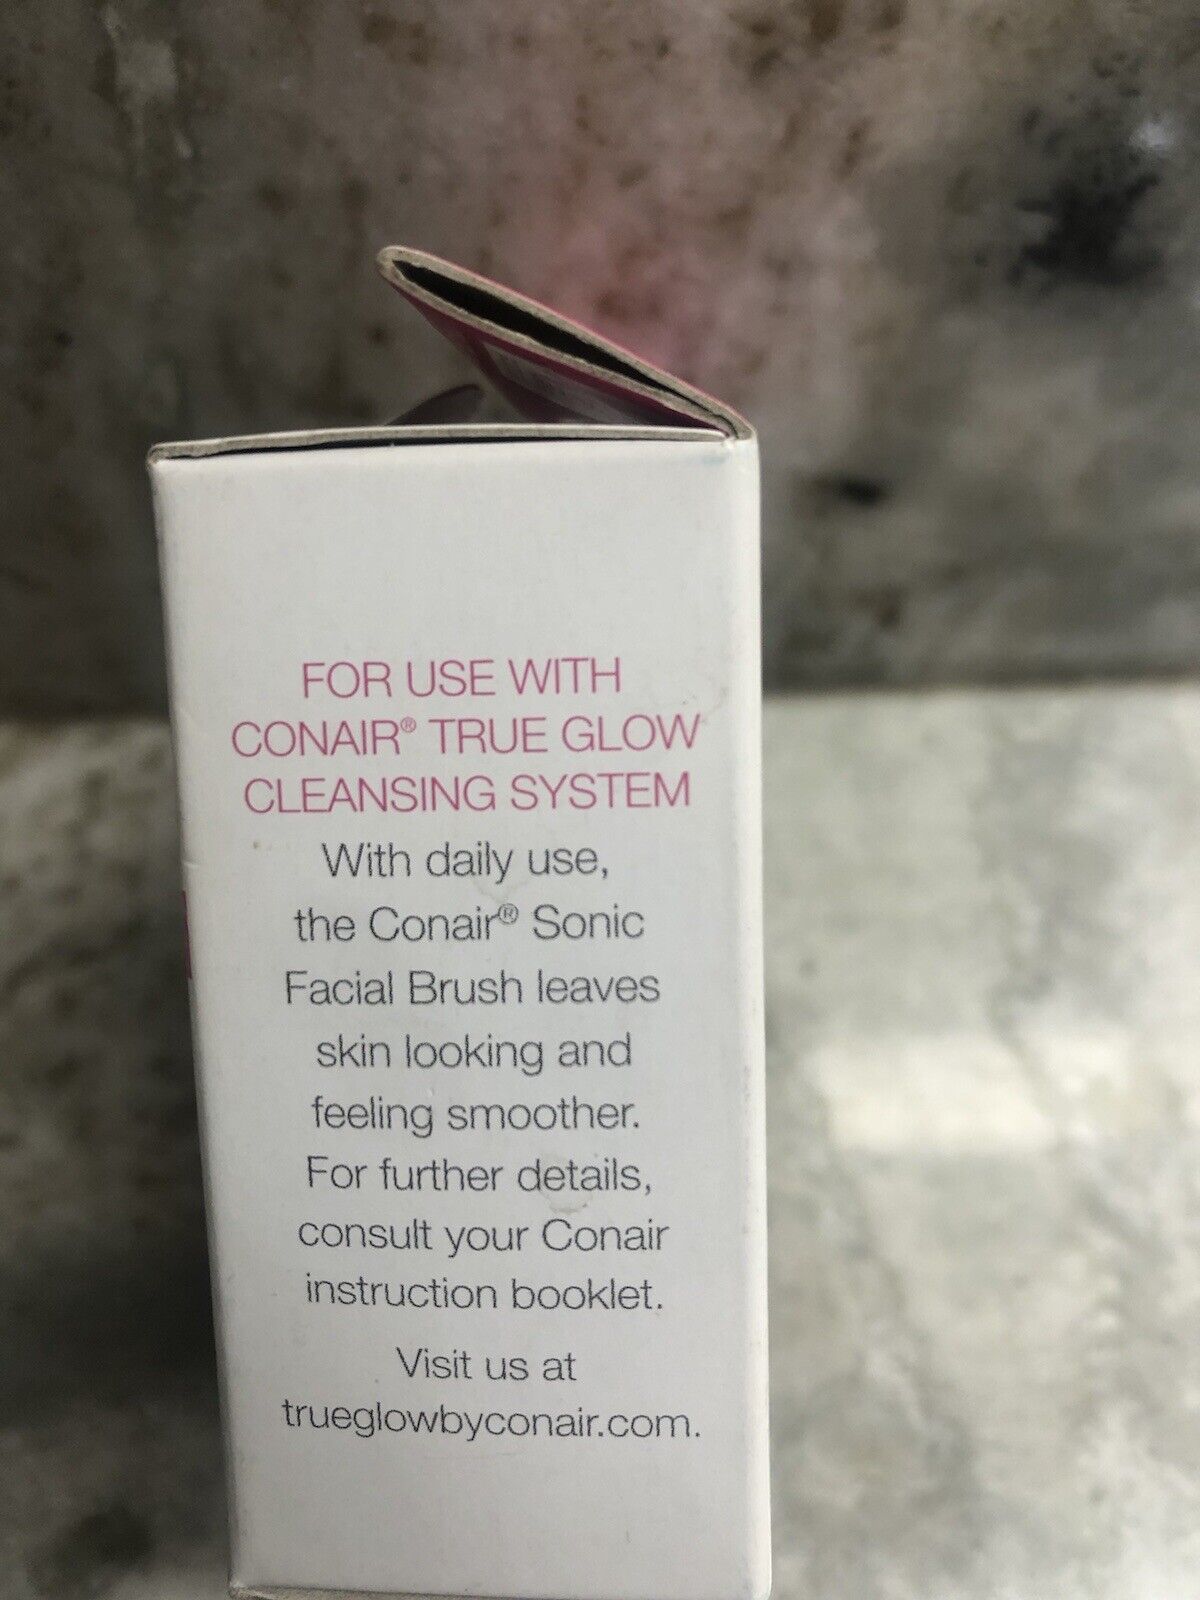 FOR USE WITH
CONAIR® TRUE GLOW
CLEANSING SYSTEM
With daily use,
the Conair® Sonic
Facial Brush leaves
skin looking and
feeling smoother.
For further details,
consult your Conair
instruction booklet.
Visit us at
trueglowbyconair.com.